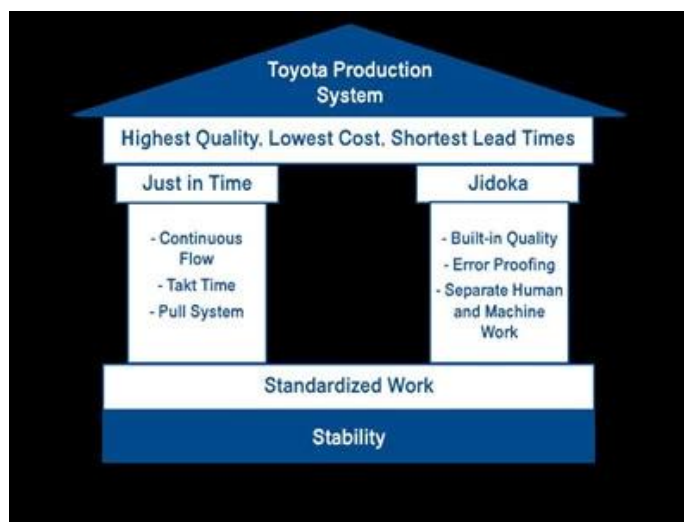 Toyota Production
System
Highest Quality, Lowest Cost, Shortest Lead Times
Just in Time
- Continuous
Flow
- Takt Time
- Pull System
Jidoka
- Built-in Quality
- Error Proofing
- Separate Human
and Machine
Work
Standardized Work
Stability